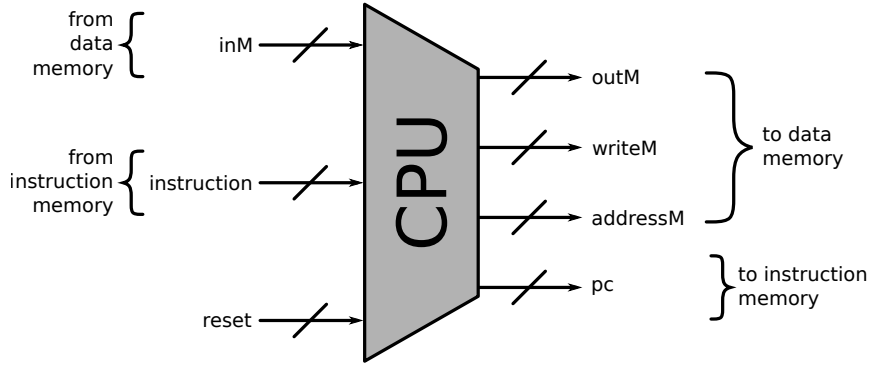 from
data
memory
inM
from
instruction
memory
instruction
reset
CPU
outM
writeM
addressM
pc
to data
memory
to instruction
memory